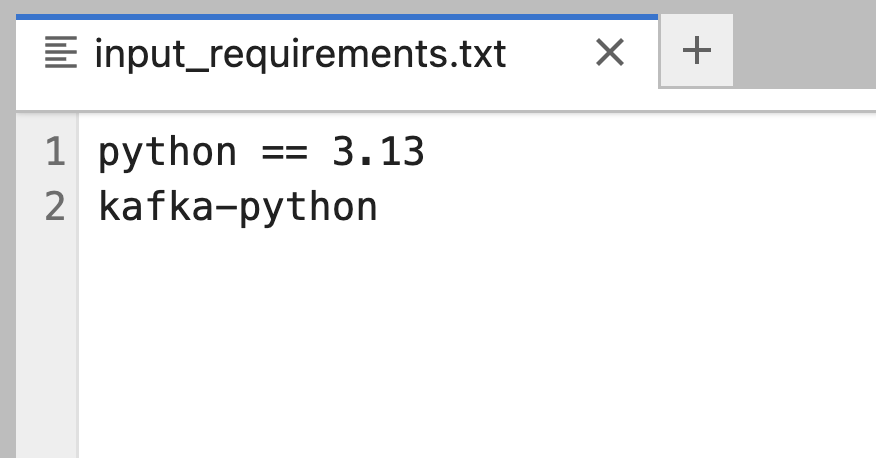 input_requirements.txt
1 python == 3.13
2 kafka-python